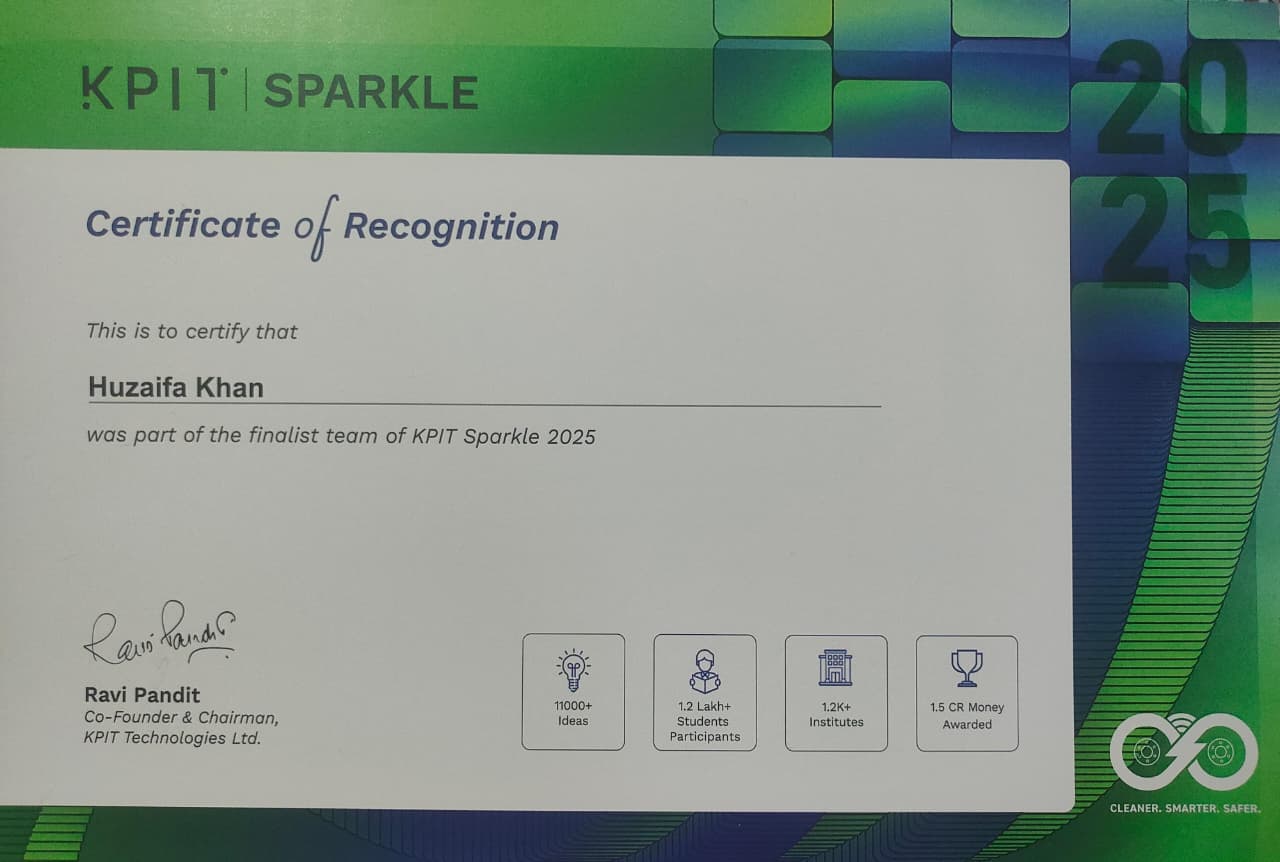 KPIT | SPARKLE
20
25
Certificate of Recognition
This is to certify that
Huzaifa Khan
was part of the finalist team of KPIT Sparkle 2025
Ravi Pandit
Ravi Pandit
Co-Founder & Chairman,
KPIT Technologies Ltd.
11000+
Ideas
1.2 Lakh+
Students
Participants
1.2K+
Institutes
1.5 CR Money
Awarded
CLEANER. SMARTER. SAFER.